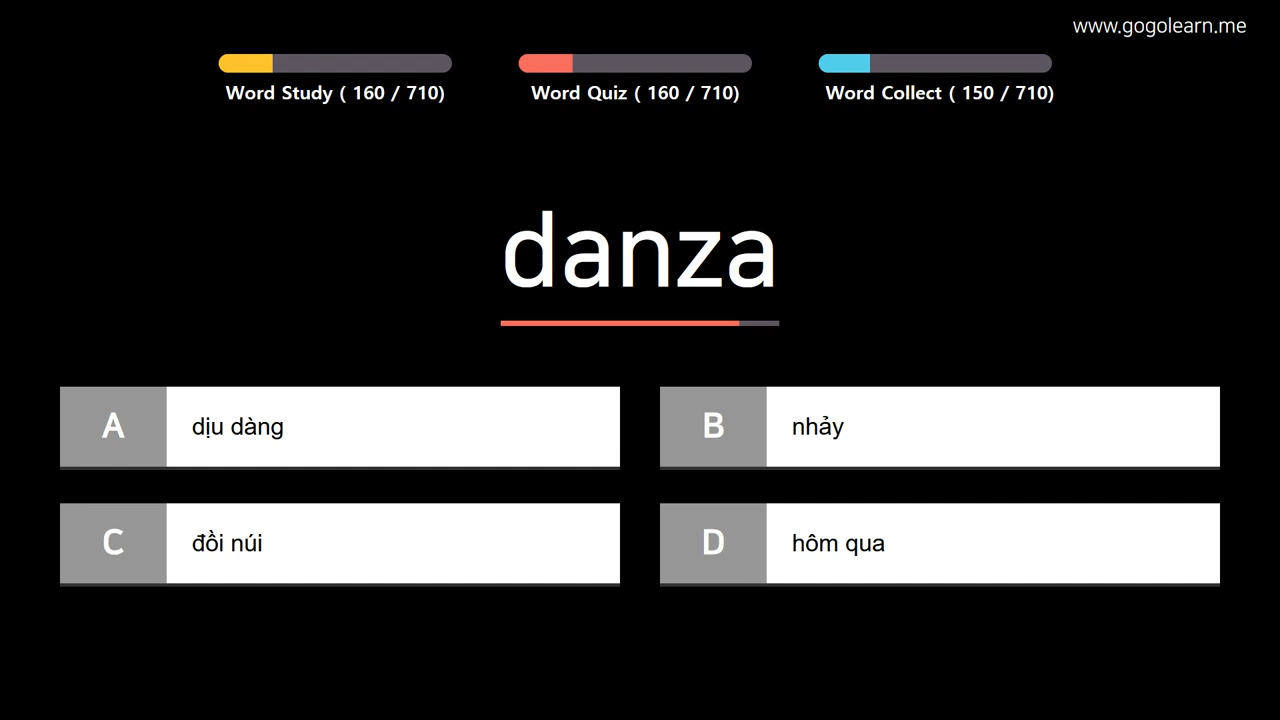 www.gogolearn.me
Word Study ( 160 / 710)
Word Quiz ( 160 / 710)
Word Collect ( 150 / 710)
danza
A dịu dàng
B nhảy
C đồi núi
D hôm qua